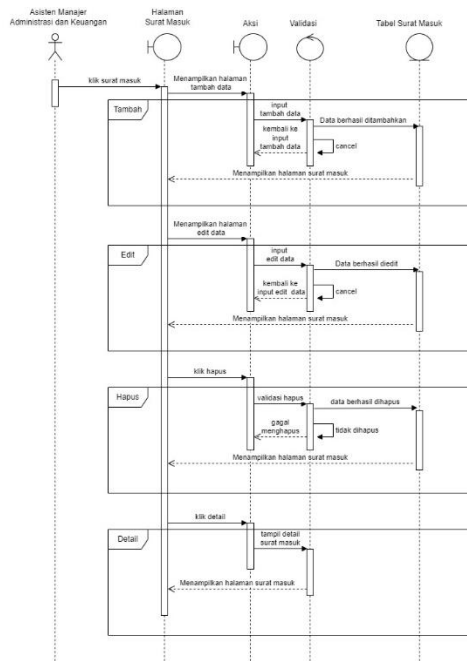 Asisten Manajer
Administrasi dan Keuangan
Halaman
Surat Masuk
Aksi
Validasi
Tabel Surat Masuk
klik surat masuk
Menampilkan halaman
tambah data
Tambah
input
tambah data
Data berhasil ditambahkan
kembali ke
input
tambah data
cancel
Menampilkan halaman surat masuk
Menampilkan halaman
edit data
Edit
input
edit data
Data berhasil diedit
kembali ke
input edit data
cancel
Menampilkan halaman surat masuk
klik hapus
Hapus
validasi hapus
data berhasil dihapus
gagal
menghapus
tidak dihapus
Menampilkan halaman surat masuk
klik detail
Detail
tampil detail
surat masuk
Menampilkan halaman surat masuk